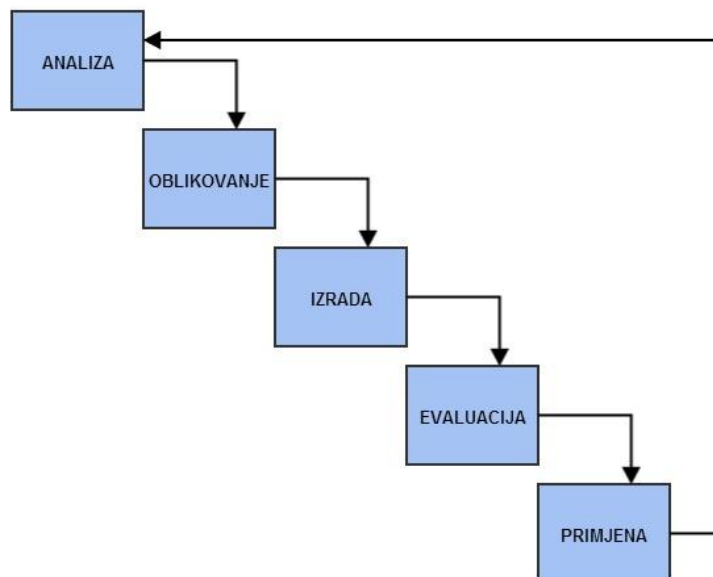 ANALIZA
OBLIKOVANJE
IZRADA
EVALUACIJA
PRIMJENA